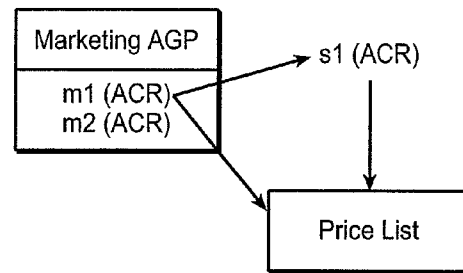 Marketing AGP
s1 (ACR)
m1 (ACR)
m2 (ACR)
Price List